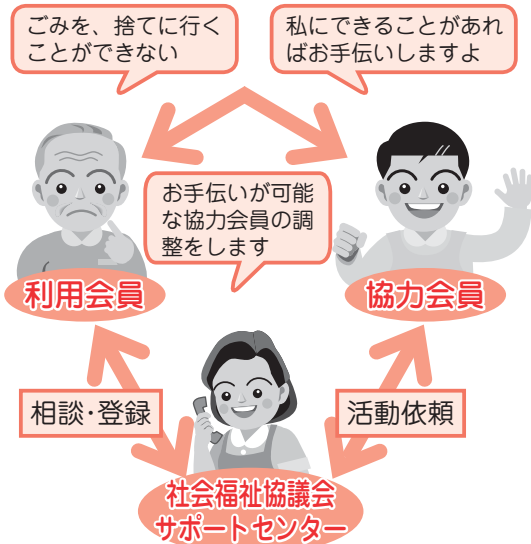 ごみを、捨てに行く
ことができない
私にできることがあれ
ばお手伝いしますよ
お手伝いが可能
な協力会員の調
整をします
利用会員
協力会員
相談・登録
活動依頼
社会福祉協議会
サポートセンター